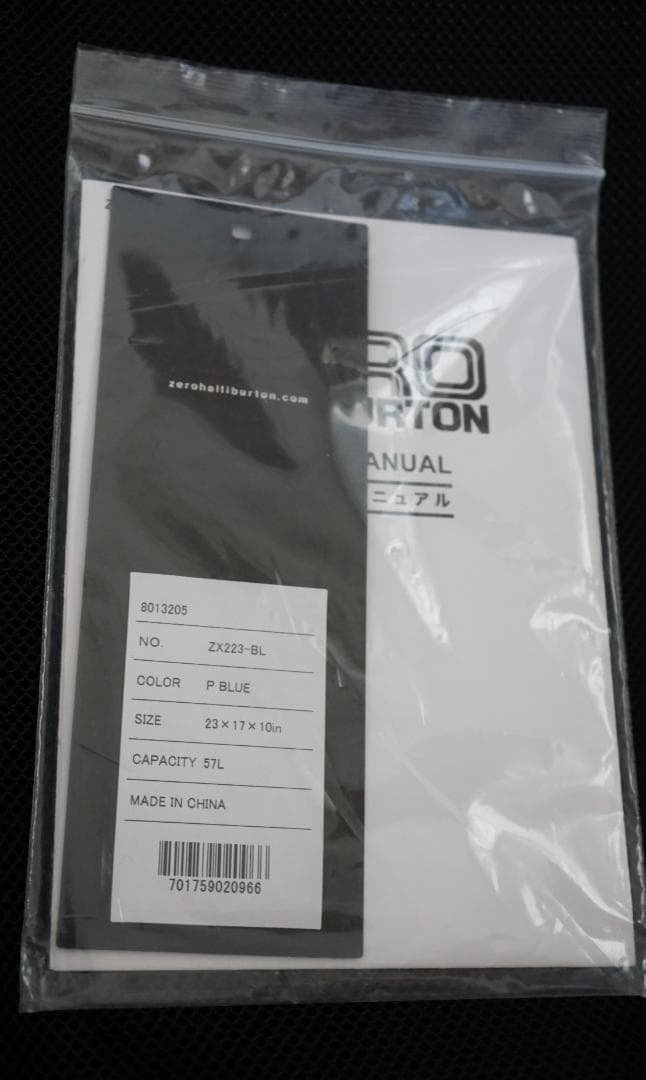 zerohalliburton.com
RO
URTON
ANUAL
ニュアル
8013205
NO. ZX223-BL
COLOR P BLUE
SIZE 23×17×10in
CAPACITY 57L
MADE IN CHINA
701759020966